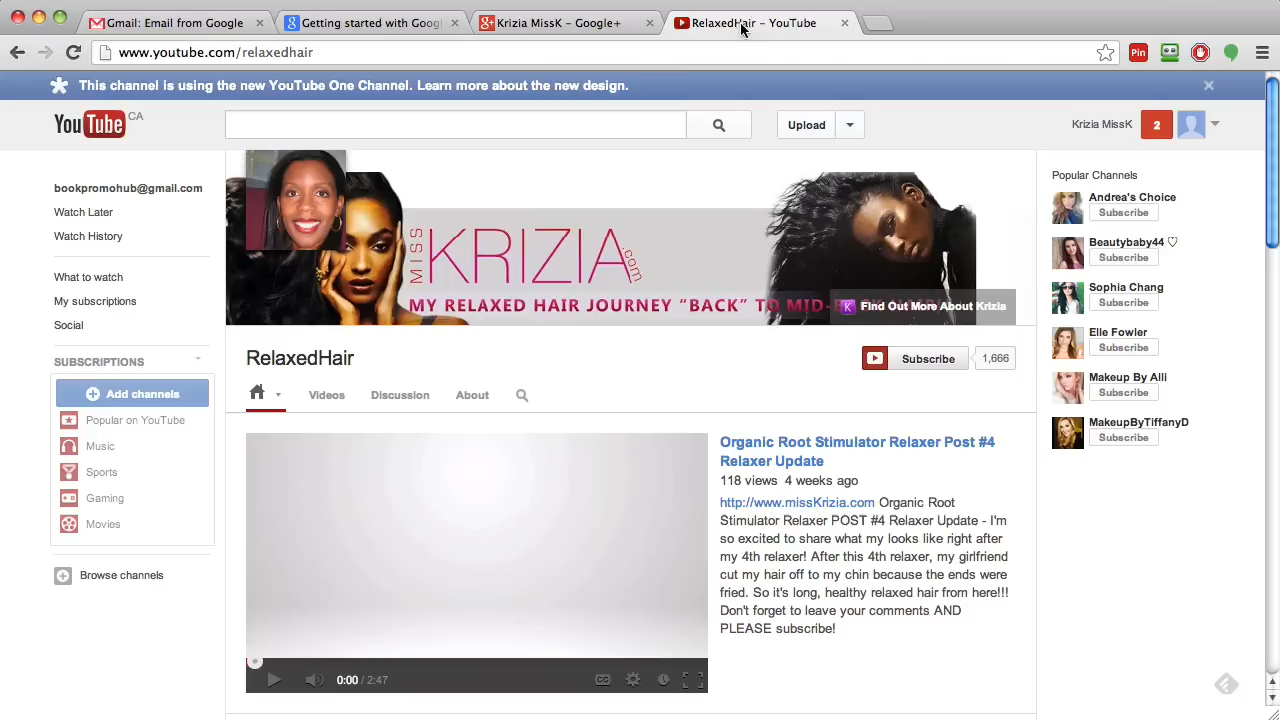 Gmail: Email from Google
Getting started with Goog
Krizia MissK - Google+
RelaxedHair - YouTube
www.youtube.com/relaxedhair
Pin
This channel is using the new YouTube One Channel. Learn more about the new design.
YouTube CA
Upload
Krizia MissK
2
bookpromohub@gmail.com
Watch Later
Watch History
What to watch
My subscriptions
Social
SUBSCRIPTIONS
Add channels
Popular on YouTube
Music
Sports
Gaming
Movies
Browse channels
MISS KRIZIA.com
MY RELAXED HAIR JOURNEY "BACK" TO MID-
Find Out More About Krizia
RelaxedHair
Subscribe
1,666
Videos
Discussion
About
0:00 / 2:47
CC
Organic Root Stimulator Relaxer Post #4
Relaxer Update
118 views 4 weeks ago
http://www.missKrizia.com Organic Root
Stimulator Relaxer POST #4 Relaxer Update - I'm
so excited to share what my looks like right after
my 4th relaxer! After this 4th relaxer, my girlfriend
cut my hair off to my chin because the ends were
fried. So it's long, healthy relaxed hair from here!!!
Don't forget to leave your comments AND
PLEASE subscribe!
Popular Channels
Andrea's Choice
Subscribe
Beautybaby44 ♡
Subscribe
Sophia Chang
Subscribe
Elle Fowler
Subscribe
Makeup By Alli
Subscribe
MakeupByTiffanyD
Subscribe